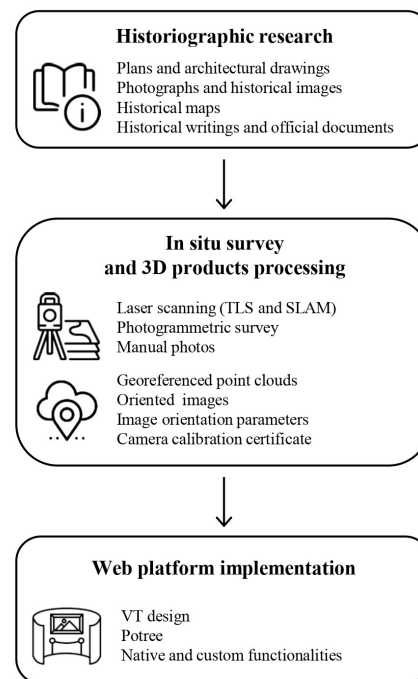 Historiographic research
Plans and architectural drawings
Photographs and historical images
Historical maps
Historical writings and official documents
In situ survey
and 3D products processing
Laser scanning (TLS and SLAM)
Photogrammetric survey
Manual photos
Georeferenced point clouds
Oriented images
Image orientation parameters
Camera calibration certificate
Web platform implementation
VT design
Potree
Native and custom functionalities